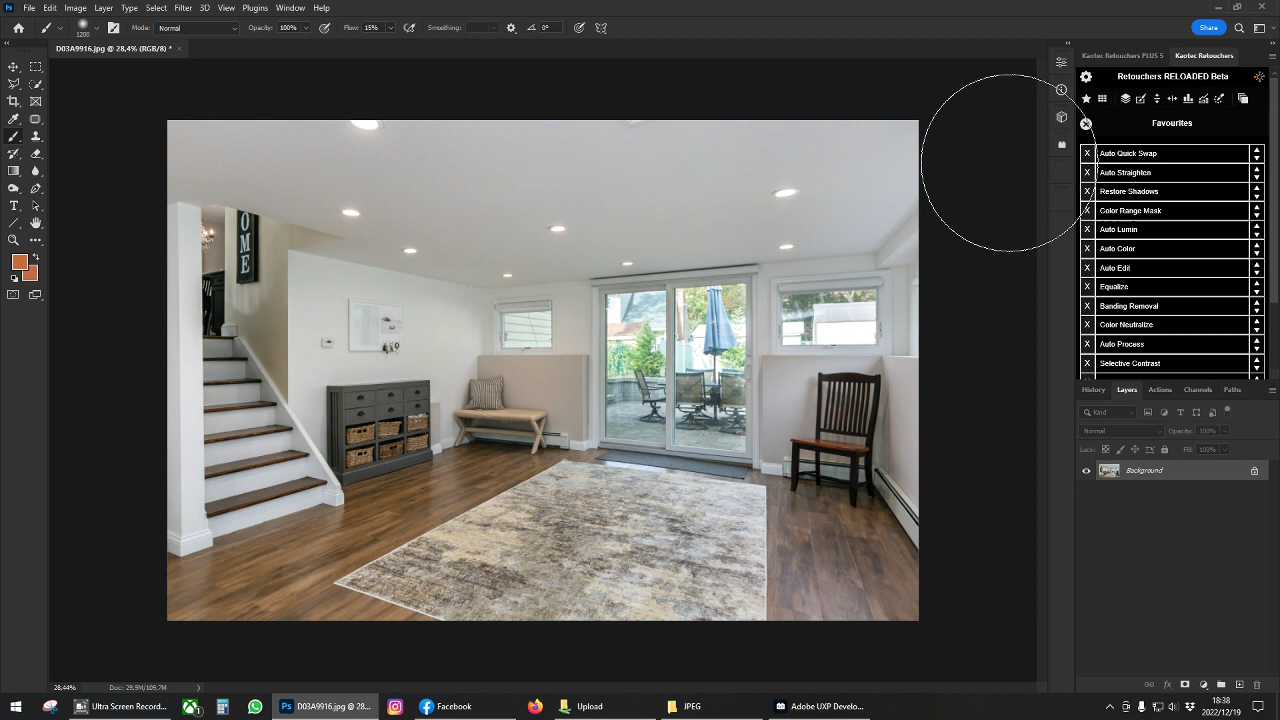 File Edit Image Layer Type Select Filter 3D View Plugins Window Help
1200 Mode: Normal Opacity: 100% Flow: 15% Smoothing: 0° Share
D03A9916.jpg @ 28,4% (RGB/8) *
Kaotec Retouchers PLUS 5 Kaotec Retouchers
Retouchers RELOADED Beta
Favourites
X Auto Quick Swap
X Auto Straighten
X Restore Shadows
X Color Range Mask
X Auto Lumin
X Auto Color
X Auto Edit
X Equalize
X Banding Removal
X Color Neutralize
X Auto Process
X Selective Contrast
OME
History Layers Actions Channels Paths
Kind
Normal Opacity: 100%
Lock: Fill: 100%
Background
28,44% Doc: 29,9M/109,7M
Ultra Screen Record... 1 D03A9916.jpg @ 28... Facebook Upload JPEG Adobe UXP Develo...
18:38
2022/12/19